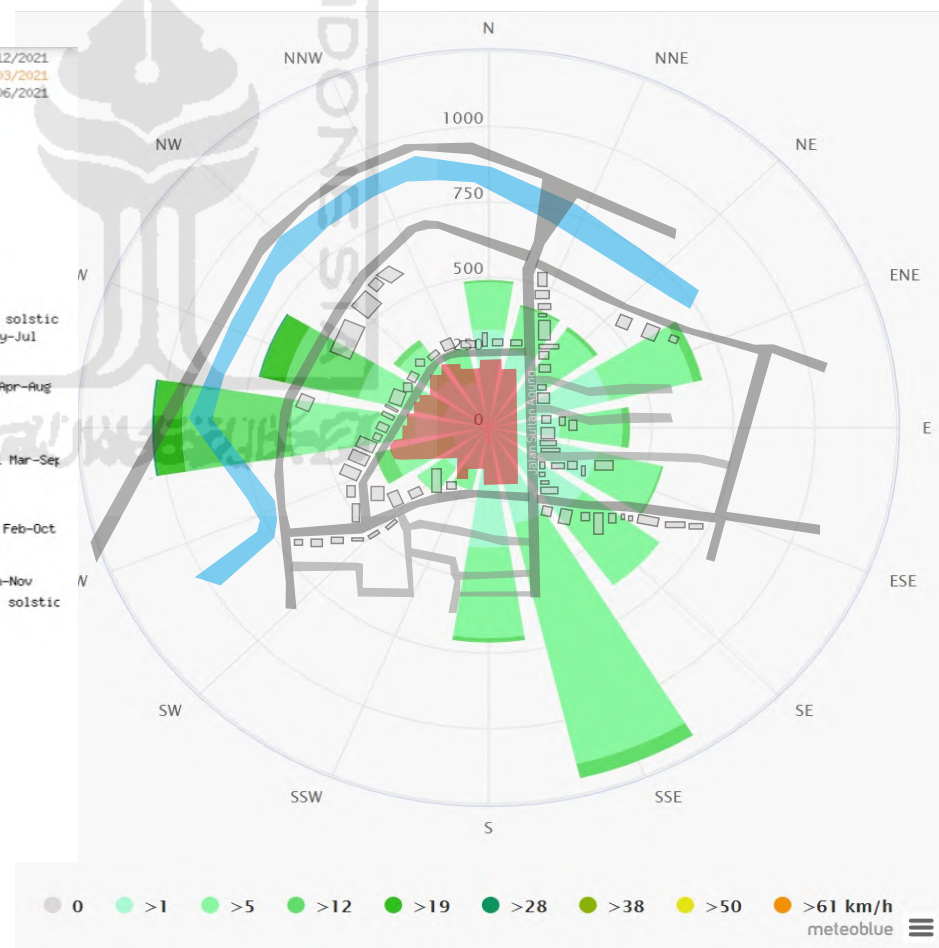 N
NNW
NNE
12/2021
03/2021
06/2021
1000
NW
NE
750
500
ENE
W
solstic
y-Jul
Apr-Aug
0
Jalan Sultan Agung
E
Mar-Sep
Feb-Oct
-Nov
W
ESE
solstic
SW
SE
SSW
SSE
S
0
>1
>5
>12
>19
>28
>38
>50
>61 km/h
meteoblue
INDONESIA